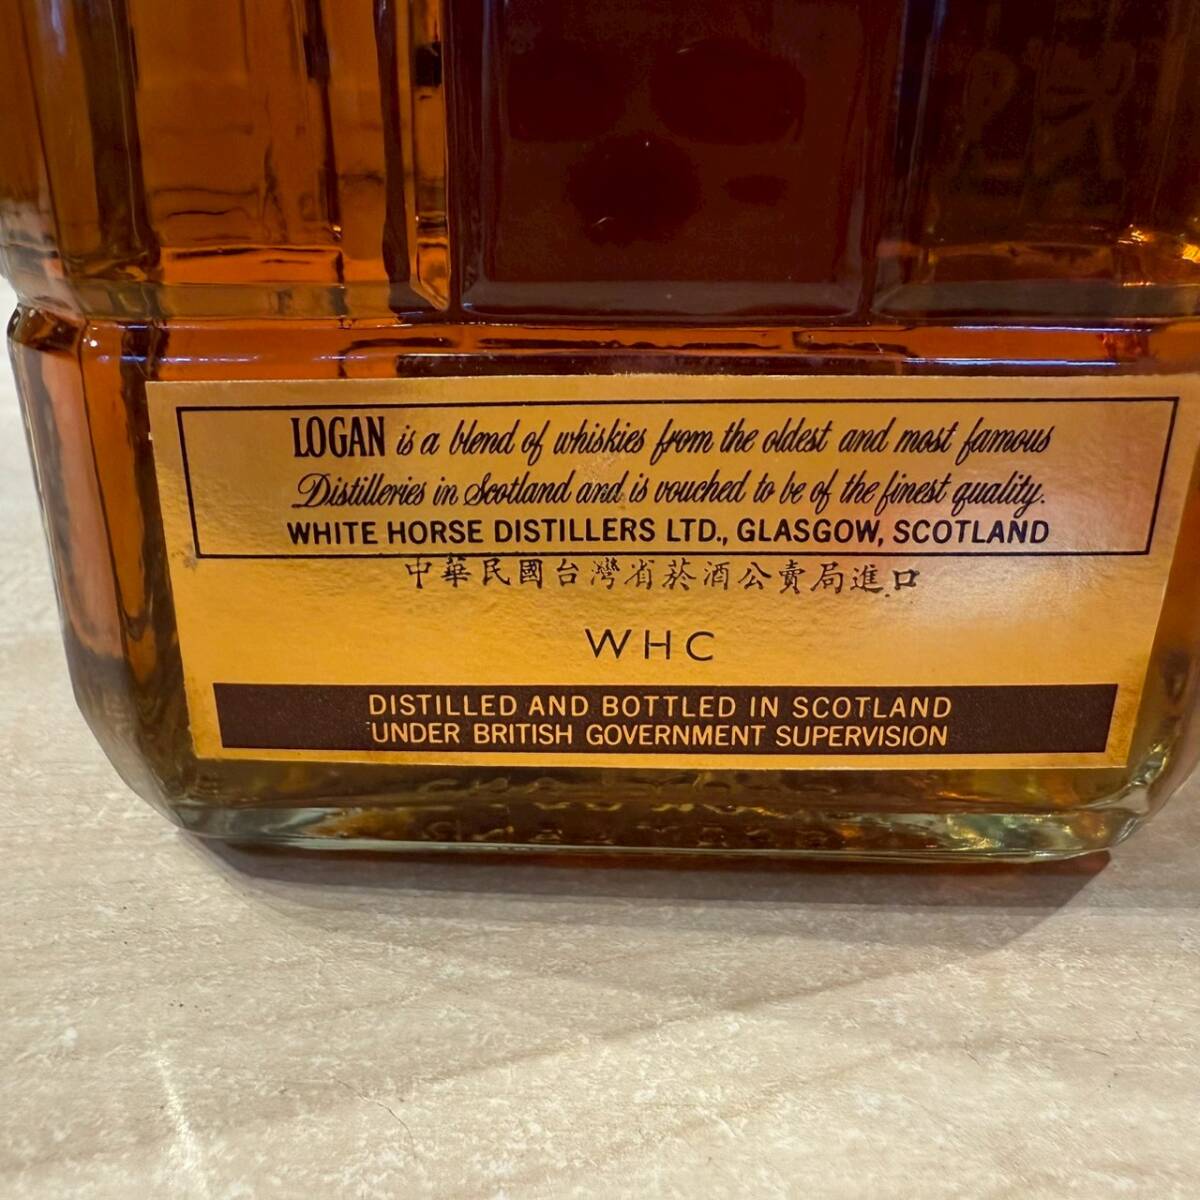 LOGAN is a blend of whiskies from the oldest and most famous
Distilleries in Scotland and is vouched to be of the finest quality.
WHITE HORSE DISTILLERS LTD., GLASGOW, SCOTLAND
中華民國台灣省菸酒公賣局進口
WHC
DISTILLED AND BOTTLED IN SCOTLAND
UNDER BRITISH GOVERNMENT SUPERVISION